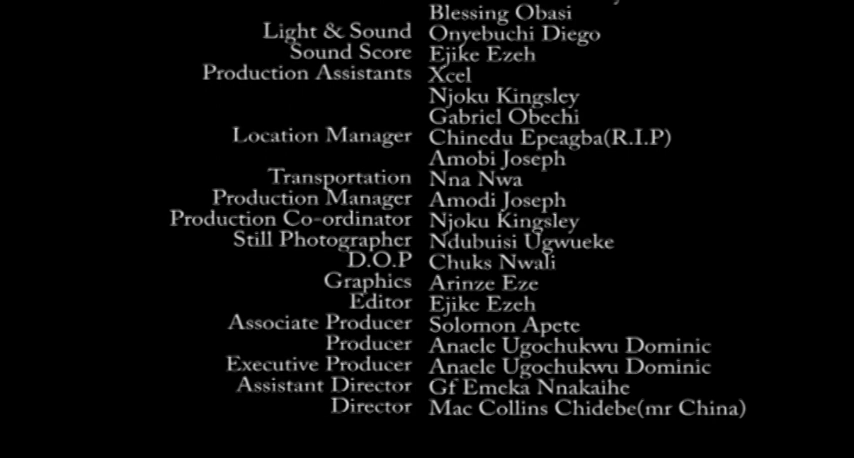 Blessing Obasi
Light & Sound Onyebuchi Diego
Sound Score Ejike Ezeh
Production Assistants Xcel
Njoku Kingsley
Gabriel Obechi
Location Manager Chinedu Epeagba(R.I.P)
Amobi Joseph
Transportation Nna Nwa
Production Manager Amodi Joseph
Production Co-ordinator Njoku Kingsley
Still Photographer Ndubuisi Ugwueke
D.O.P Chuks Nwali
Graphics Arinze Eze
Editor Ejike Ezeh
Associate Producer Solomon Apete
Producer Anaele Ugochukwu Dominic
Executive Producer Anaele Ugochukwu Dominic
Assistant Director Gf Emeka Nnakaihe
Director Mac Collins Chidebe(mr China)